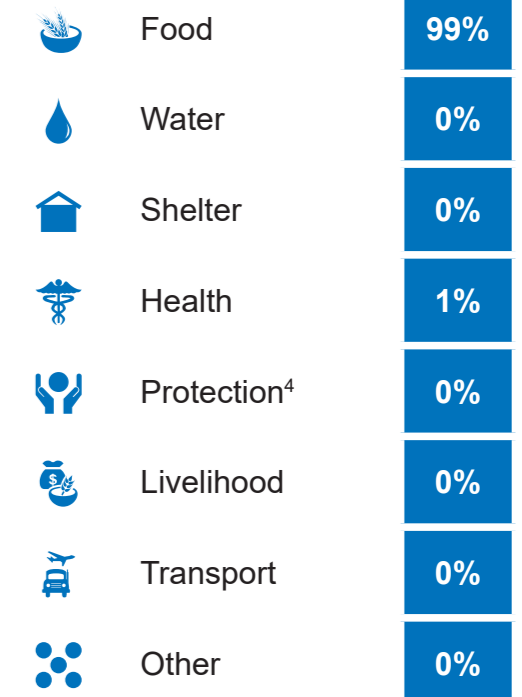 Food 99%
Water 0%
Shelter 0%
Health 1%
Protection⁴ 0%
$ Livelihood 0%
Transport 0%
Other 0%